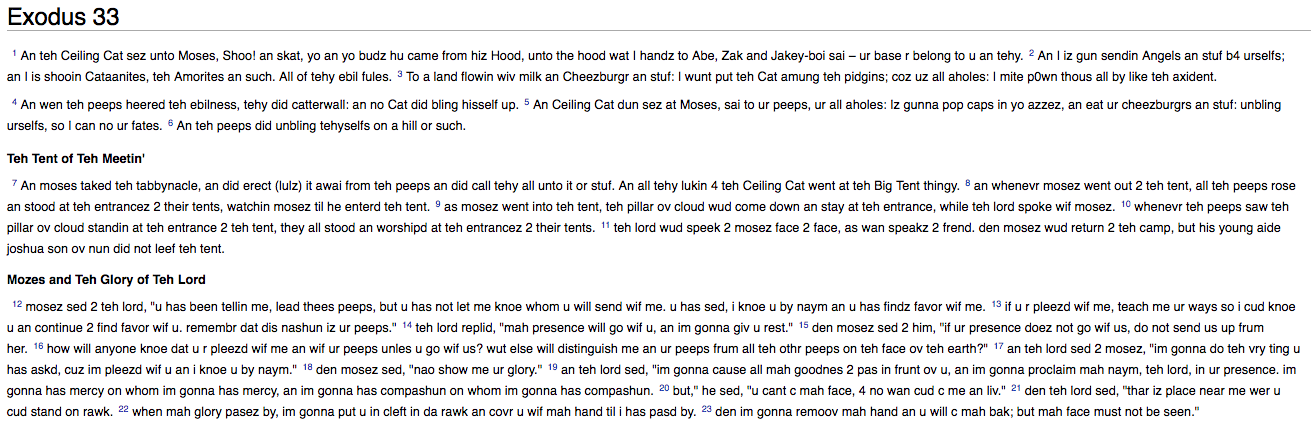 Exodus 33
1 An teh Ceiling Cat sez unto Moses, Shoo! an skat, yo an yo budz hu came from hiz Hood, unto the hood wat I handz to Abe, Zak and Jakey-boi sai – ur base r belong to u an tehy. 2 An I iz gun sendin Angels an stuf b4 urselfs;
an I is shooin Cataanites, teh Amorites an such. All of tehy ebil fules. 3 To a land flowin wiv milk an Cheezburgr an stuf: I wunt put teh Cat amung teh pidgins; coz uz all aholes: I mite p0wn thous all by like teh axident.
4 An wen teh peeps heered teh ebilness, tehy did catterwall: an no Cat did bling hisself up. 5 An Ceiling Cat dun sez at Moses, sai to ur peeps, ur all aholes: Iz gunna pop caps in yo azzez, an eat ur cheezburgrs an stuf: unbling
urselfs, so I can no ur fates. 6 An teh peeps did unbling tehyselfs on a hill or such.
Teh Tent of Teh Meetin'
7 An moses taked teh tabbynacle, an did erect (lulz) it awai from teh peeps an did call tehy all unto it or stuf. An all tehy lukin 4 teh Ceiling Cat went at teh Big Tent thingy. 8 an whenevr mosez went out 2 teh tent, all teh peeps rose
an stood at teh entrancez 2 their tents, watchin mosez til he enterd teh tent. 9 as mosez went into teh tent, teh pillar ov cloud wud come down an stay at teh entrance, while teh lord spoke wif mosez. 10 whenevr teh peeps saw teh
pillar ov cloud standin at teh entrance 2 teh tent, they all stood an worshipd at teh entrancez 2 their tents. 11 teh lord wud speek 2 mosez face 2 face, as wan speakz 2 frend. den mosez wud return 2 teh camp, but his young aide
joshua son ov nun did not leef teh tent.
Mozes and Teh Glory of Teh Lord
12 mosez sed 2 teh lord, "u has been tellin me, lead thees peeps, but u has not let me knoe whom u will send wif me. u has sed, i knoe u by naym an u has findz favor wif me. 13 if u r pleezd wif me, teach me ur ways so i cud knoe
u an continue 2 find favor wif u. remembr dat dis nashun iz ur peeps." 14 teh lord replid, "mah presence will go wif u, an im gonna giv u rest." 15 den mosez sed 2 him, "if ur presence doez not go wif us, do not send us up frum
her. 16 how will anyone knoe dat u r pleezd wif me an wif ur peeps unles u go wif us? wut else will distinguish me an ur peeps frum all teh othr peeps on teh face ov teh earth?" 17 an teh lord sed 2 mosez, "im gonna do teh vry ting u
has askd, cuz im pleezd wif u an i knoe u by naym." 18 den mosez sed, "nao show me ur glory." 19 an teh lord sed, "im gonna cause all mah goodnes 2 pas in frunt ov u, an im gonna proclaim mah naym, teh lord, in ur presence. im
gonna has mercy on whom im gonna has mercy, an im gonna has compashun on whom im gonna has compashun. 20 but," he sed, "u cant c mah face, 4 no wan cud c me an liv." 21 den teh lord sed, "thar iz place near me wer u
cud stand on rawk. 22 when mah glory pasez by, im gonna put u in cleft in da rawk an covr u wif mah hand til i has pasd by. 23 den im gonna remoov mah hand an u will c mah bak; but mah face must not be seen."